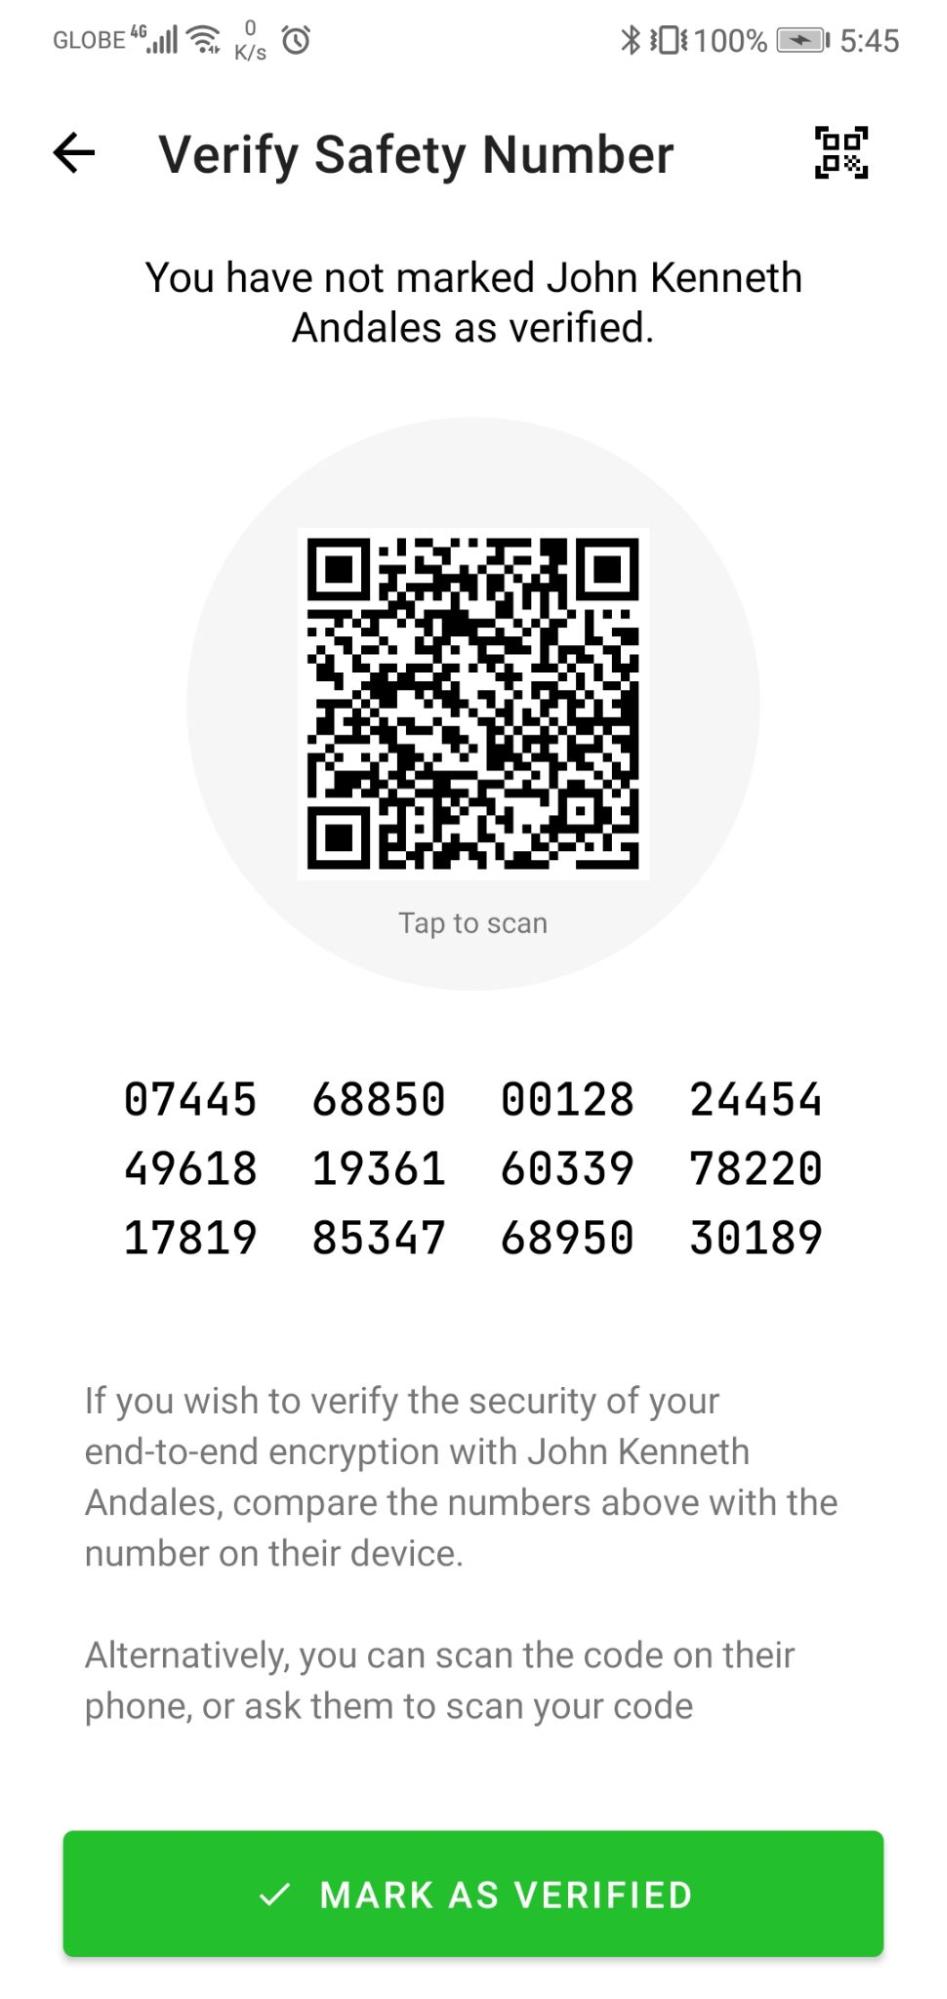 GLOBE 4G 0 K/s 100% 5:45
Verify Safety Number
You have not marked John Kenneth
Andales as verified.
Tap to scan
07445 68850 00128 24454
49618 19361 60339 78220
17819 85347 68950 30189
If you wish to verify the security of your
end-to-end encryption with John Kenneth
Andales, compare the numbers above with the
number on their device.
Alternatively, you can scan the code on their
phone, or ask them to scan your code
MARK AS VERIFIED